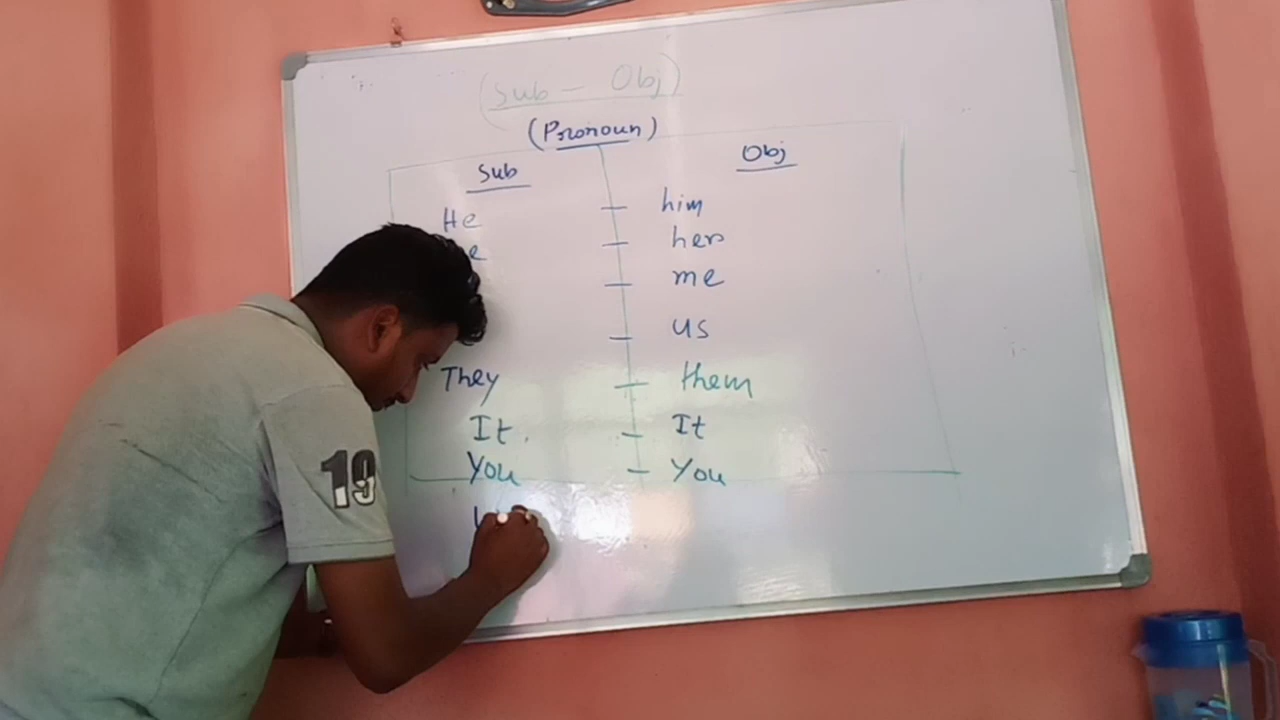 (Sub - Obj)
(Pronoun)
Sub Obj
He - him
- her
- me
- us
They - them
It. - It
You - You
19